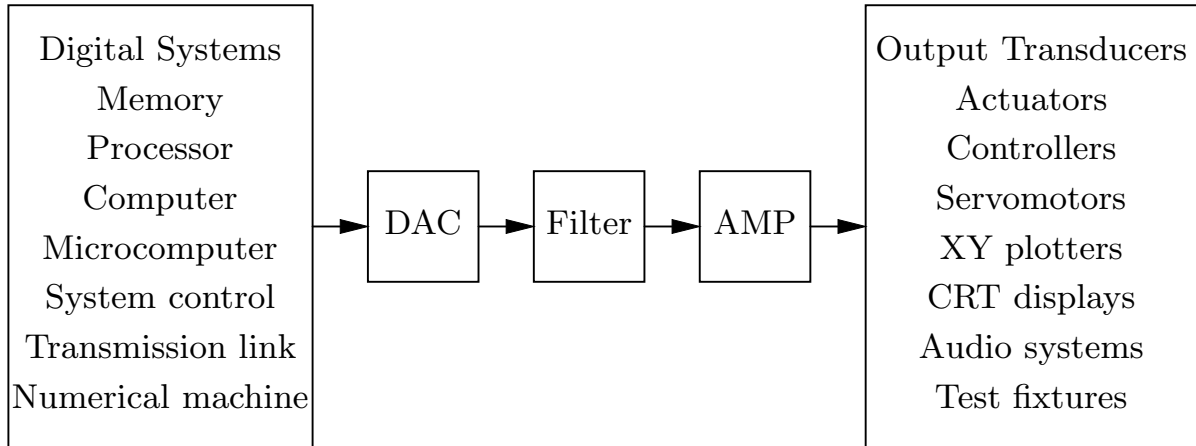 Digital Systems
Memory
Processor
Computer
Microcomputer
System control
Transmission link
Numerical machine
DAC
Filter
AMP
Output Transducers
Actuators
Controllers
Servomotors
XY plotters
CRT displays
Audio systems
Test fixtures